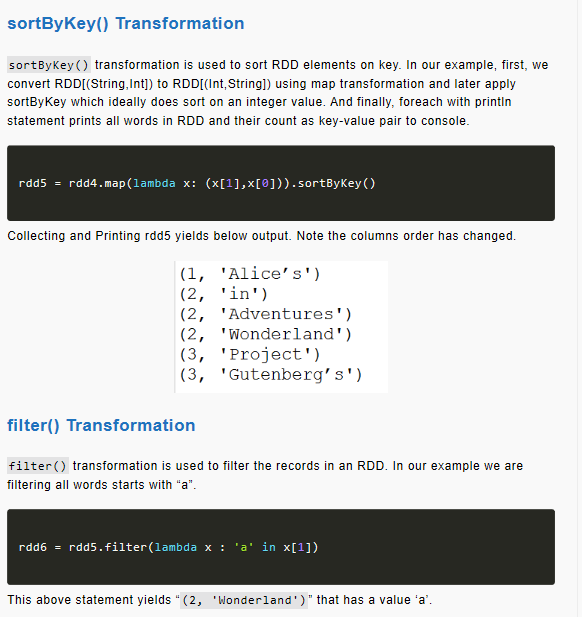 sortByKey() Transformation
sortByKey() transformation is used to sort RDD elements on key. In our example, first, we
convert RDD[(String,Int]) to RDD[(Int,String]) using map transformation and later apply
sortByKey which ideally does sort on an integer value. And finally, foreach with println
statement prints all words in RDD and their count as key-value pair to console.
rdd5 = rdd4.map(lambda x: (x[1],x[0])).sortByKey()
Collecting and Printing rdd5 yields below output. Note the columns order has changed.
(1, 'Alice’s')
(2, 'in')
(2, 'Adventures')
(2, 'Wonderland')
(3, 'Project')
(3, 'Gutenberg’s')
filter() Transformation
filter() transformation is used to filter the records in an RDD. In our example we are
filtering all words starts with “a”.
rdd6 = rdd5.filter(lambda x : 'a' in x[1])
This above statement yields “(2, 'Wonderland')” that has a value ‘a’.